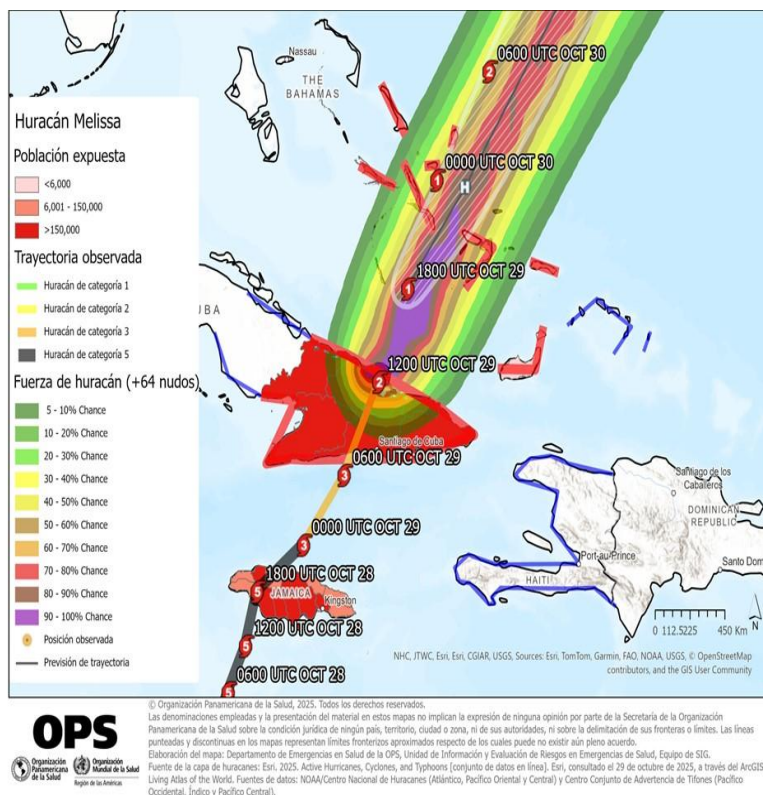 Huracán Melissa
Población expuesta
<6,000
6,001 - 150,000
>150,000
Trayectoria observada
Huracán de categoría 1
Huracán de categoría 2
Huracán de categoría 3
Huracán de categoría 5
Fuerza de huracán (+64 nudos)
5 - 10% Chance
10 - 20% Chance
20 - 30% Chance
30 - 40% Chance
40 - 50% Chance
50 - 60% Chance
60 - 70% Chance
70 - 80% Chance
80 - 90% Chance
90 - 100% Chance
Posición observada
Previsión de trayectoria
Nassau
THE
BAHAMAS
0600 UTC OCT 30
2
0000 UTC OCT 30
1
H
1800 UTC OCT 29
1
UBA
1200 UTC OCT 29
2
Santiago de Cuba
0600 UTC OCT 29
3
0000 UTC OCT 29
3
1800 UTC OCT 28
5
JAMAICA
Kingston
1200 UTC OCT 28
5
0600 UTC OCT 28
5
Santiago de los
Caballeros
DOMINICAN
REPUBLIC
Port-au-Prince
Santo Dom
HAITI
N
0 112.5225 450 Km
NHC, JTWC, Esri, Esri, CGIAR, USGS, Sources: Esri, TomTom, Garmin, FAO, NOAA, USGS, © OpenStreetMap
contributors, and the GIS User Community
OPS
Organización
Panamericana
de la Salud
Organización
Mundial de la Salud
Región de las Américas
© Organización Panamericana de la Salud, 2025. Todos los derechos reservados.
Las denominaciones empleadas y la presentación del material en estos mapas no implican la expresión de ninguna opinión por parte de la Secretaría de la Organización
Panamericana de la Salud sobre la condición jurídica de ningún país, territorio, ciudad o zona, ni de sus autoridades, ni sobre la delimitación de sus fronteras o límites. Las líneas
punteadas y discontinuas en los mapas representan límites fronterizos aproximados respecto de los cuales puede no existir aún pleno acuerdo.
Elaboración del mapa: Departamento de Emergencias en Salud de la OPS, Unidad de Información y Evaluación de Riesgos en Emergencias de Salud, Equipo de SIG.
Fuente de la capa de huracanes: Esri, 2025. Active Hurricanes, Cyclones, and Typhoons [conjunto de datos en línea]. Esri, consultado el 29 de octubre de 2025, a través del ArcGIS
Living Atlas of the World. Fuentes de datos: NOAA/Centro Nacional de Huracanes (Atlántico, Pacífico Oriental y Central) y Centro Conjunto de Advertencia de Tifones (Pacífico
Occidental, Índico y Pacífico Central).